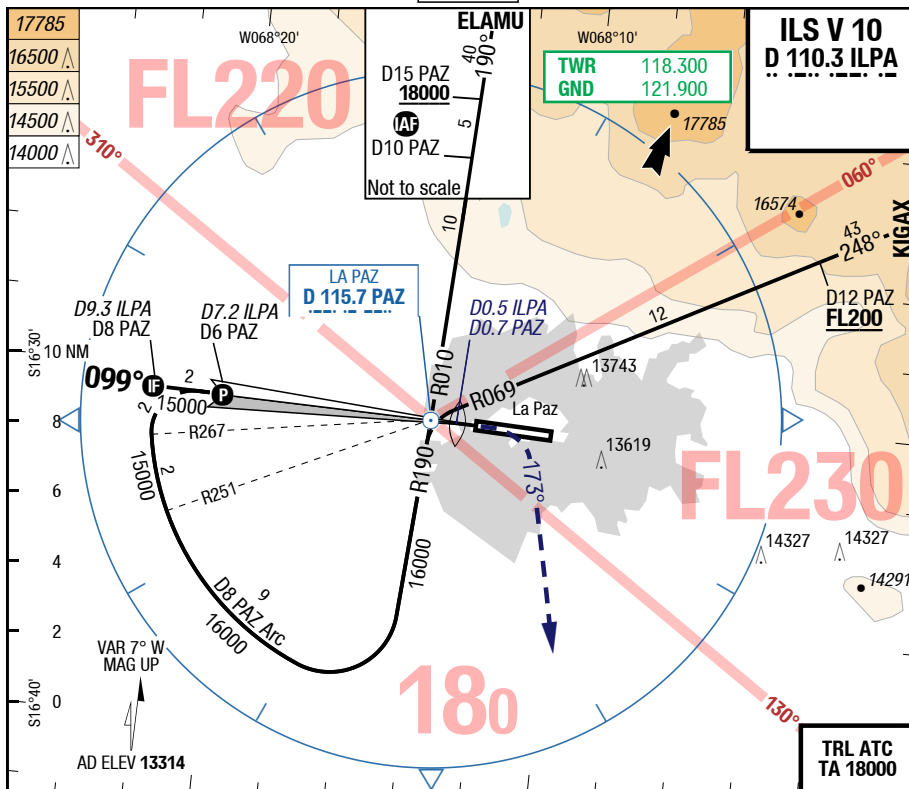 17785
16500
15500
14500
14000
W068°20'
W068°10'
ELAMU
40
190°
D15 PAZ
18000
IAF
5
D10 PAZ
Not to scale
10
TWR 118.300
GND 121.900
ILS V 10
D 110.3 ILPA
FL220
17785
310°
060°
16574
43
248°
KIGAX
LA PAZ
D 115.7 PAZ
D12 PAZ
FL200
12
D9.3 ILPA
D8 PAZ
D7.2 ILPA
D6 PAZ
D0.5 ILPA
D0.7 PAZ
S16°30
10 NM
099°
IF
2
P
15000
R010
R069
13743
La Paz
8
2
R267
15000
2
R251
R190
13619
173°
6
FL230
16000
14327
14327
4
9
D8 PAZ Arc
16000
14291
2
VAR 7° W
MAG UP
S16°40
0
180
130°
AD ELEV 13314
TRL ATC
TA 18000